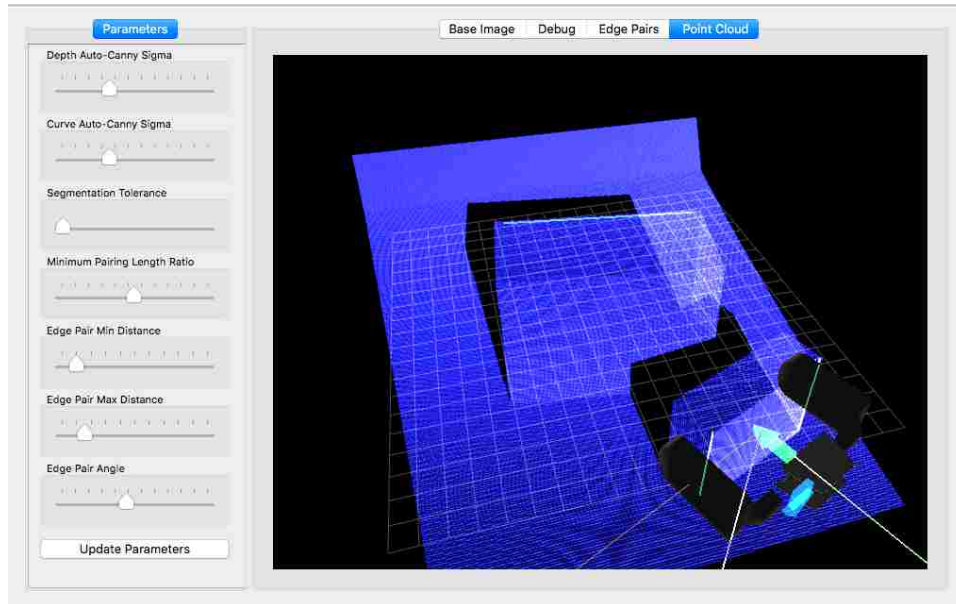 Parameters
Base Image Debug Edge Pairs Point Cloud
Depth Auto-Canny Sigma
Curve Auto-Canny Sigma
Segmentation Tolerance
Minimum Pairing Length Ratio
Edge Pair Min Distance
Edge Pair Max Distance
Edge Pair Angle
Update Parameters